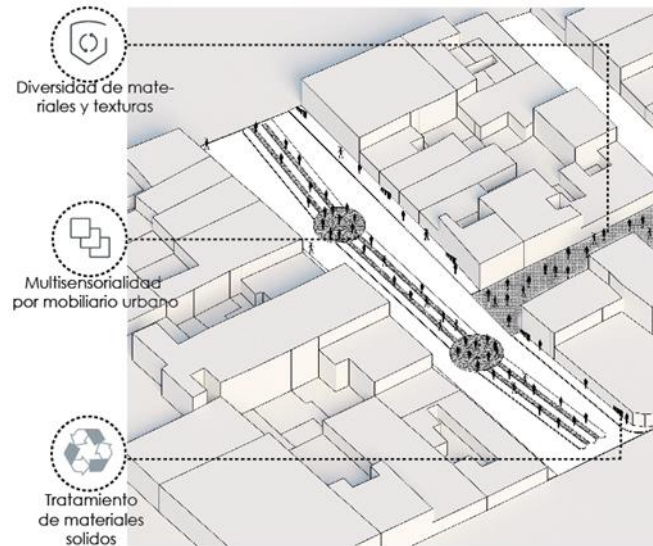 Diversidad de mate-
riales y texturas
Multisensorialidad
por mobiliario urbano
Tratamiento
de materiales
solidos